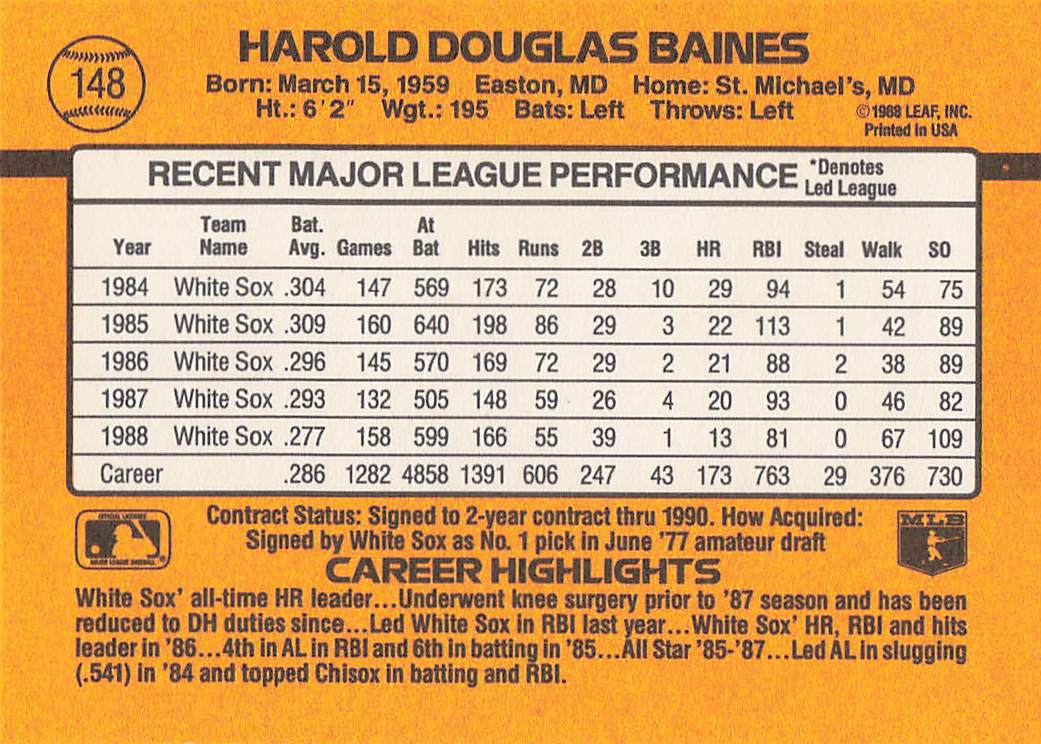 148
HAROLD DOUGLAS BAINES
Born: March 15, 1959 Easton, MD Home: St. Michael's, MD
Ht.: 6'2" Wgt.: 195 Bats: Left Throws: Left
©1988 LEAF, INC.
Printed in USA
RECENT MAJOR LEAGUE PERFORMANCE *Denotes
Led League
Year Team Name Bat. Avg. Games At Bat Hits Runs 2B 3B HR RBI Steal Walk SO
1984 White Sox .304 147 569 173 72 28 10 29 94 1 54 75
1985 White Sox .309 160 640 198 86 29 3 22 113 1 42 89
1986 White Sox .296 145 570 169 72 29 2 21 88 2 38 89
1987 White Sox .293 132 505 148 59 26 4 20 93 0 46 82
1988 White Sox .277 158 599 166 55 39 1 13 81 0 67 109
Career .286 1282 4858 1391 606 247 43 173 763 29 376 730
Contract Status: Signed to 2-year contract thru 1990. How Acquired:
Signed by White Sox as No. 1 pick in June '77 amateur draft
OFFICIAL LICENSEE
MAJOR LEAGUE BASEBALL
MLB
CAREER HIGHLIGHTS
White Sox' all-time HR leader...Underwent knee surgery prior to '87 season and has been
reduced to DH duties since...Led White Sox in RBI last year...White Sox' HR, RBI and hits
leader in '86...4th in AL in RBI and 6th in batting in '85...All Star '85-'87...Led AL in slugging
(.541) in '84 and topped Chisox in batting and RBI.